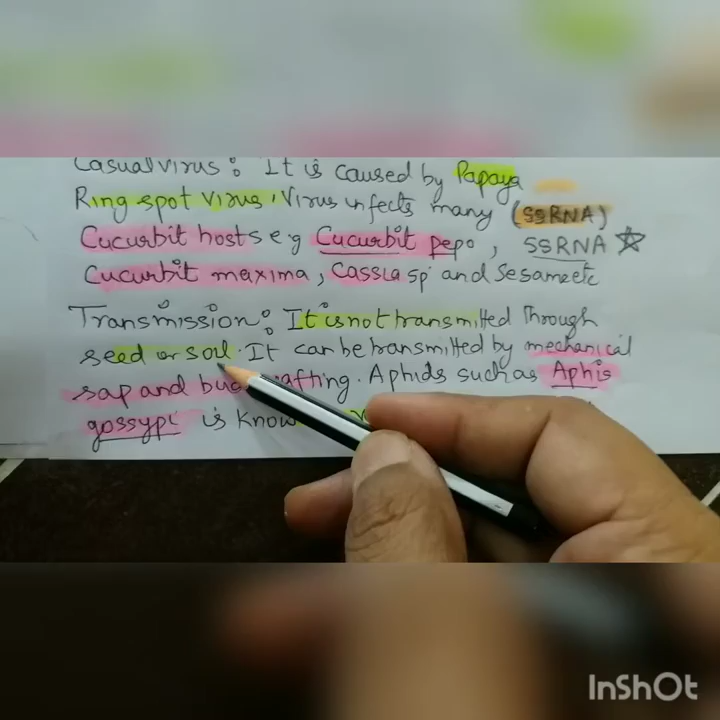 Casual virus : It is caused by Papaya
Ring spot virus. Virus infects many (SSRNA)
Cucurbit hosts eg Cucurbit pepo, SSRNA
Cucurbit maxima, Cassia sp and Sesame etc
Transmission : It is not transmitted through
seed or soil. It can be transmitted by mechanical
sap and bud grafting. Aphids such as Aphis
gossypi is
InShOt